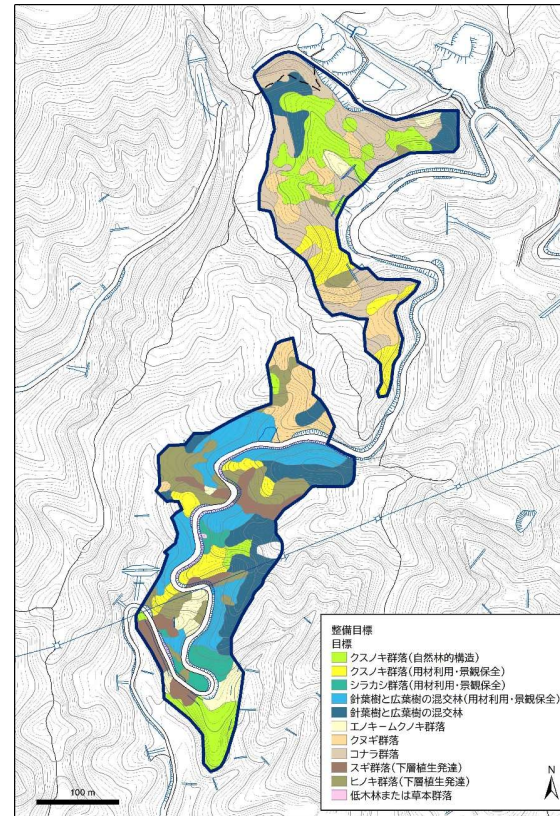 整備目標
目標
クスノキ群落(自然林的構造)
クスノキ群落(用材利用・景観保全)
シラカシ群落(用材利用・景観保全)
針葉樹と広葉樹の混交林(用材利用・景観保全)
針葉樹と広葉樹の混交林
エノキームクノキ群落
クヌギ群落
コナラ群落
スギ群落(下層植生発達)
ヒノキ群落(下層植生発達)
低木林または草本群落
N
100 m